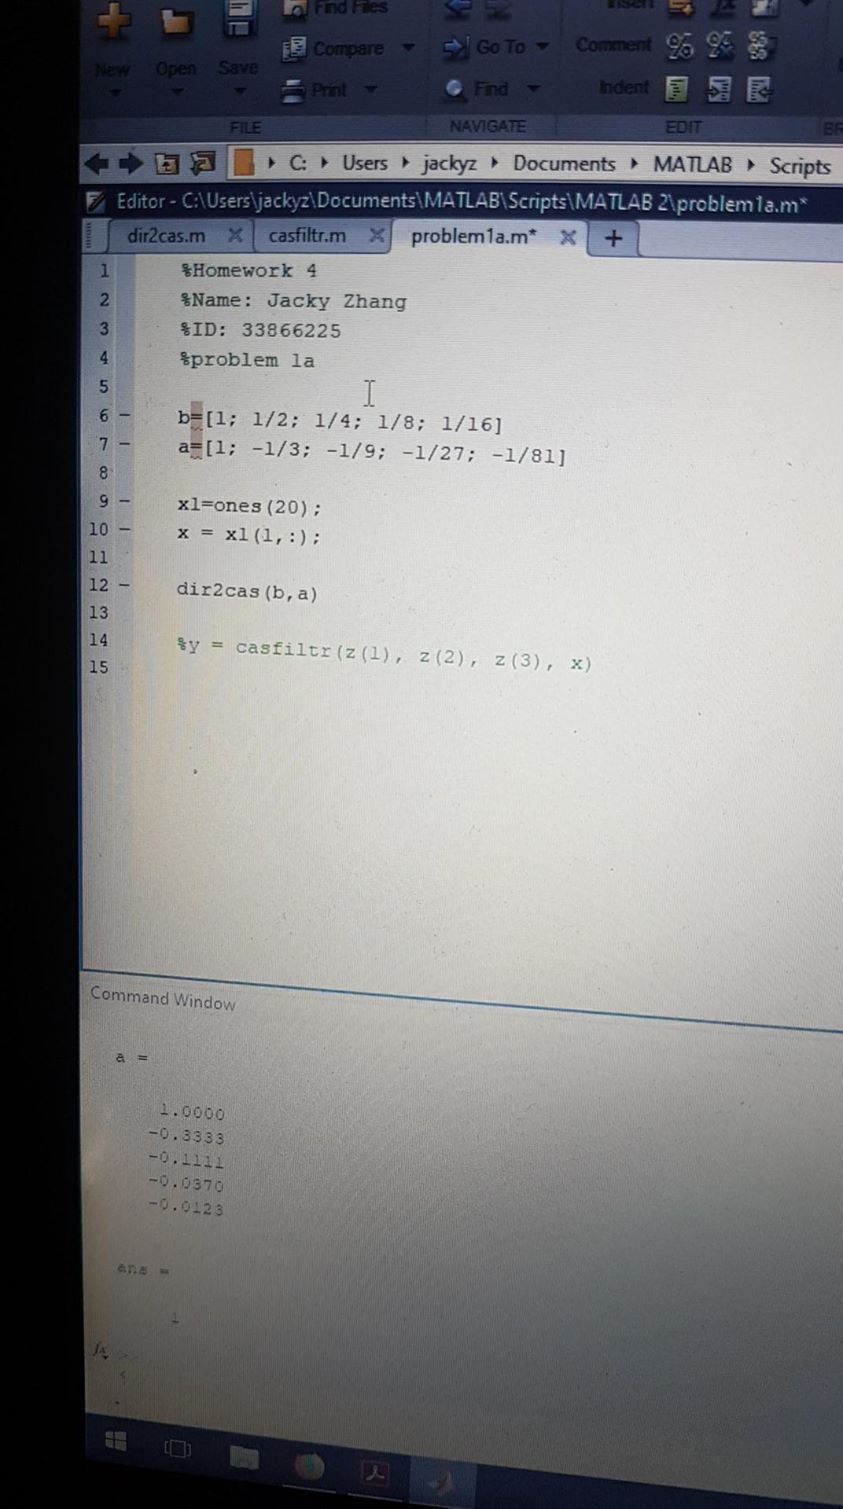 Find Files
Insert
Compare
Go To
Comment
New
Open
Save
Print
Find
Indent
FILE
NAVIGATE
EDIT
BR
C: Users jackyz Documents MATLAB Scripts
Editor - C:\Users\jackyz\Documents\MATLAB\Scripts\MATLAB 2\problem1a.m*
dir2cas.m casfiltr.m problem1a.m* +
1 %Homework 4
2 %Name: Jacky Zhang
3 %ID: 33866225
4 %problem 1a
5
6 - b=[1; 1/2; 1/4; 1/8; 1/16]
7 - a=[1; -1/3; -1/9; -1/27; -1/81]
8
9 - x1=ones(20);
10 - x = x1(1,:);
11
12 - dir2cas(b,a)
13
14 %y = casfiltr(z(1), z(2), z(3), x)
15
Command Window
a =
1.0000
-0.3333
-0.1111
-0.0370
-0.0123
ans =
1
fx >>